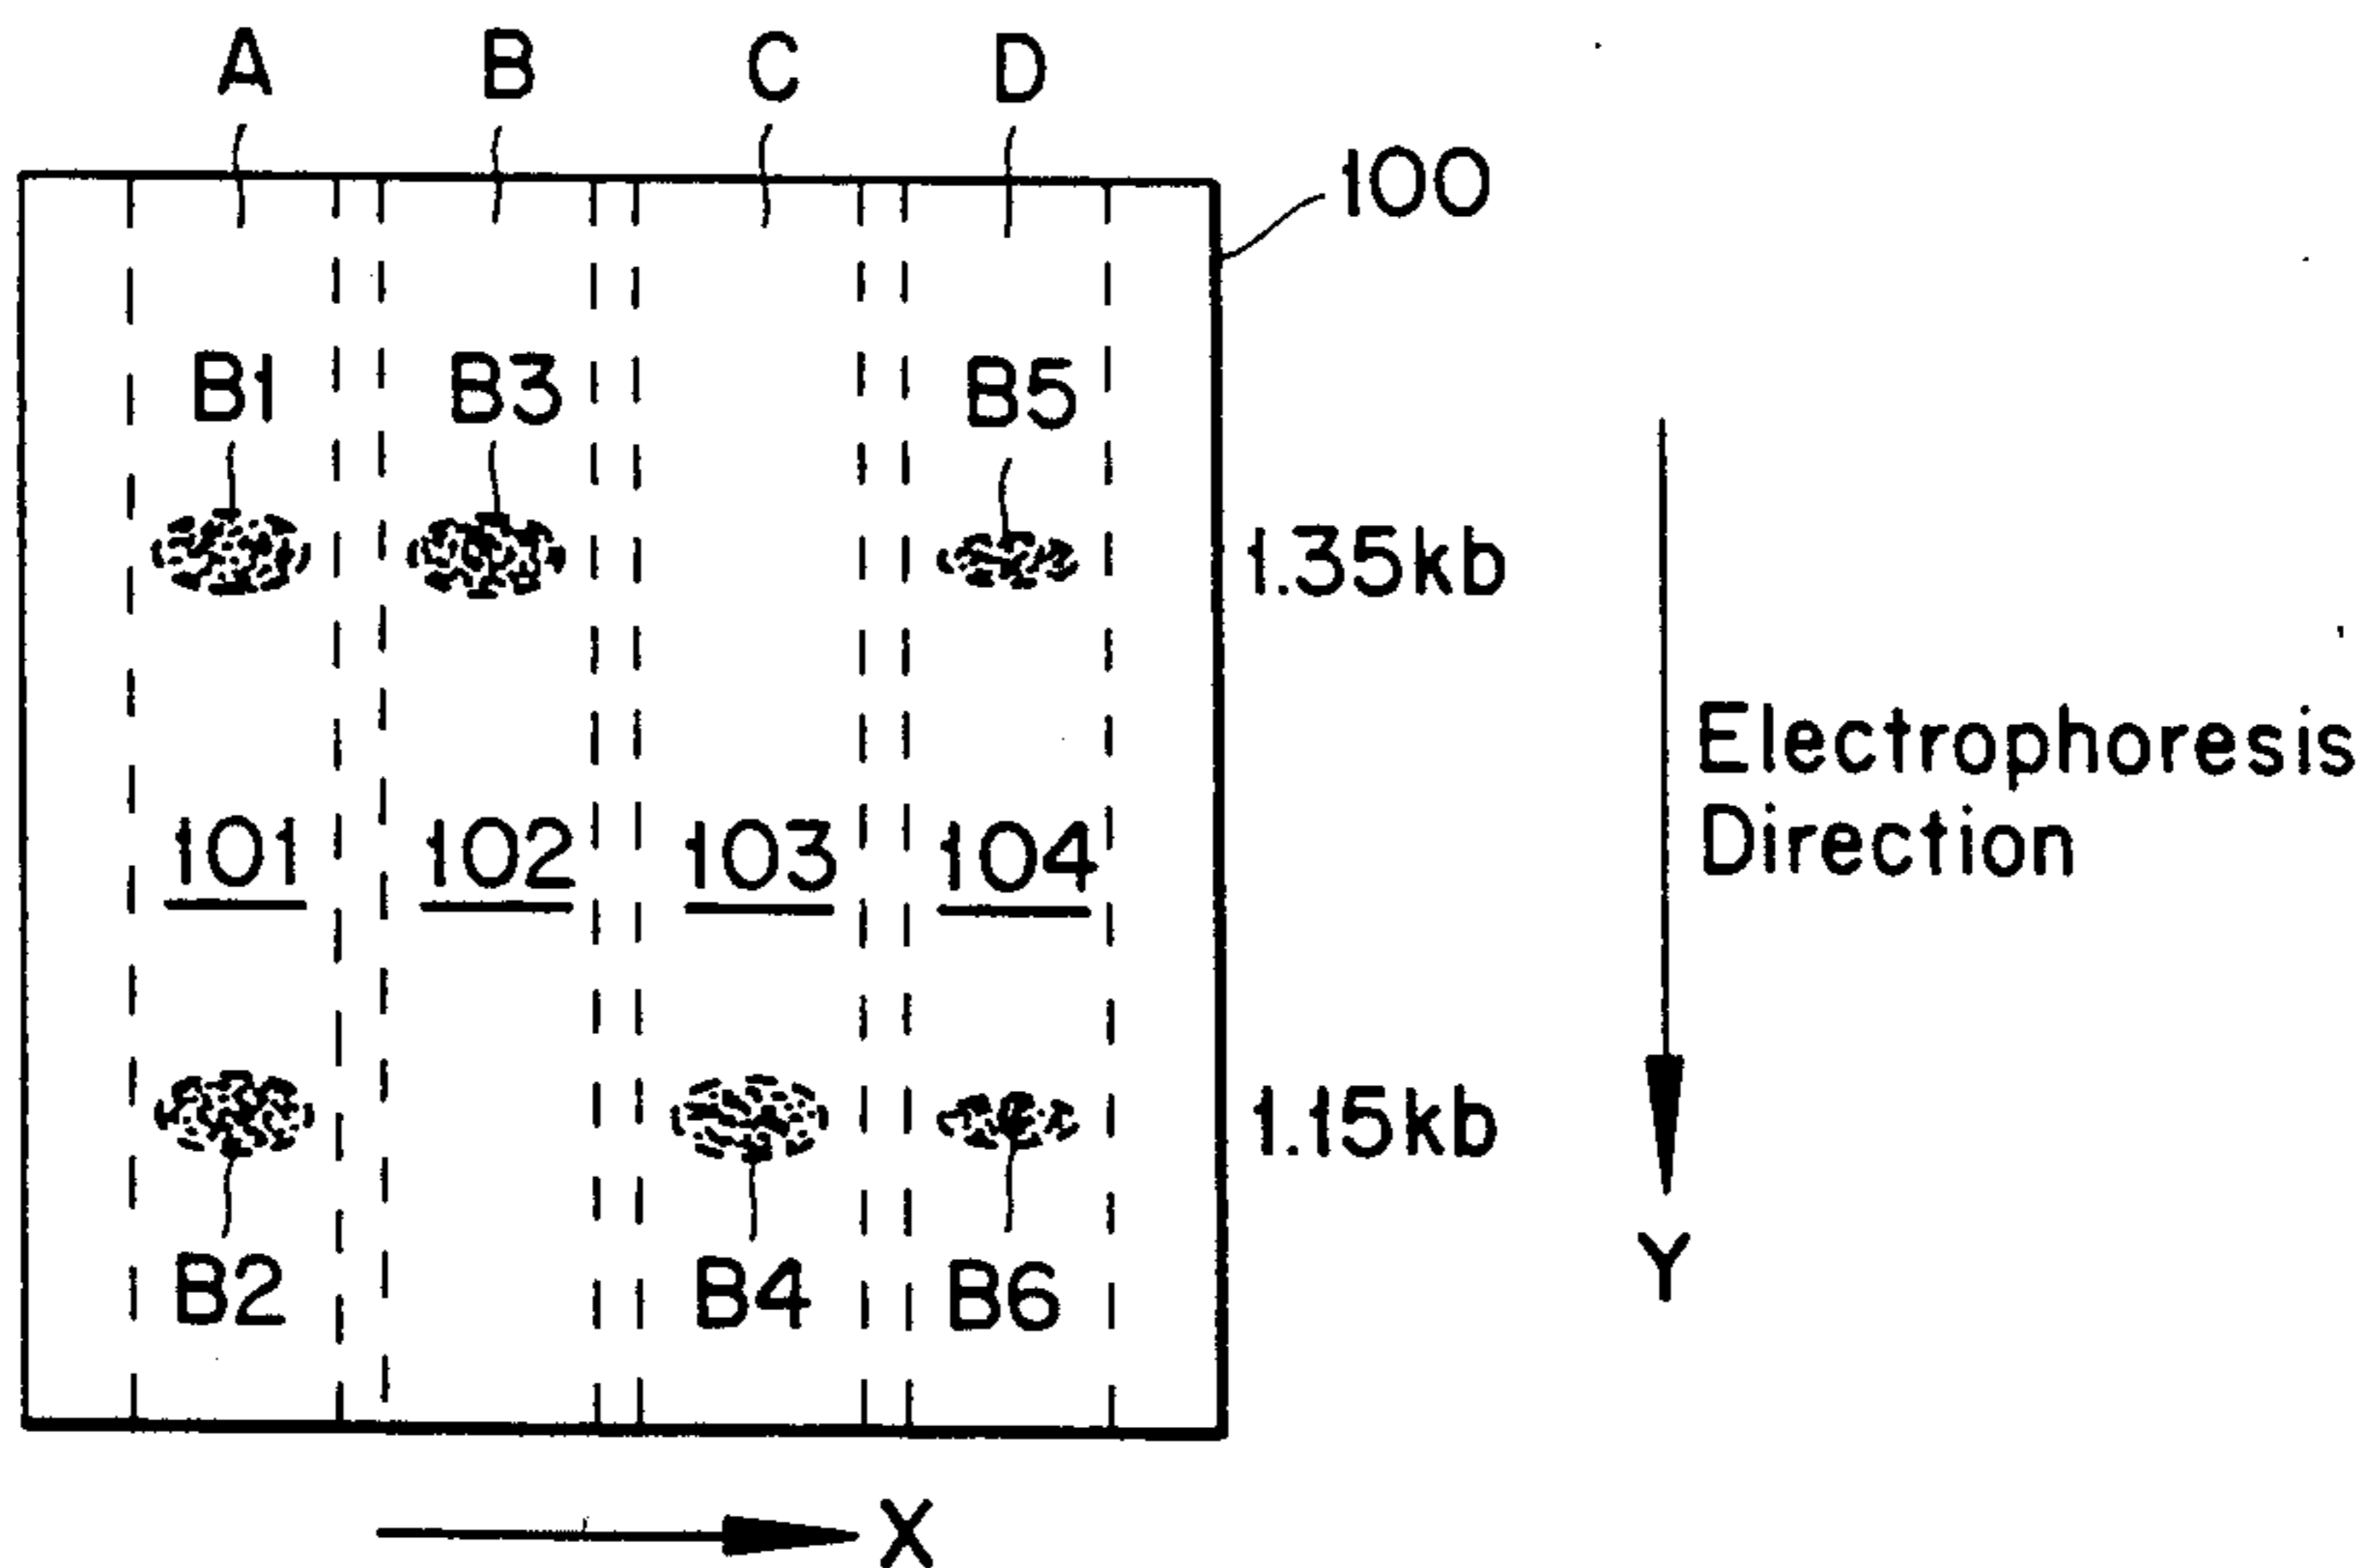 A B C D
100
B1 B3 B5
1.35kb
Electrophoresis
Direction
101 102 103 104
1.15kb
B2 B4 B6
Y
X